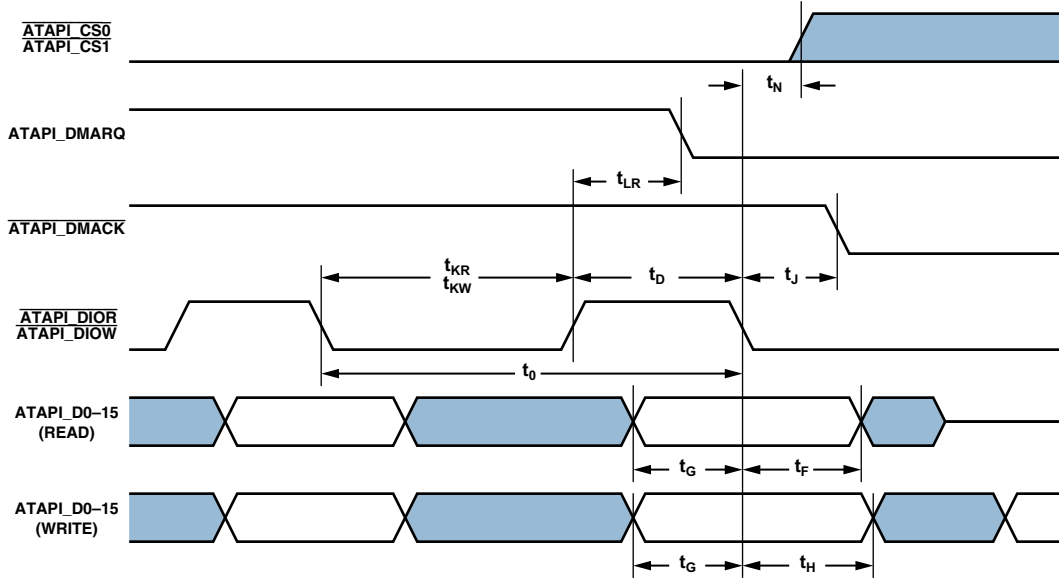 ATAPI_CS0
ATAPI_CS1
tN
ATAPI_DMARQ
tLR
ATAPI_DMACK
tKR
tKW
tD
tJ
ATAPI_DIOR
ATAPI_DIOW
t0
ATAPI_D0–15
(READ)
tG
tF
ATAPI_D0–15
(WRITE)
tG
tH